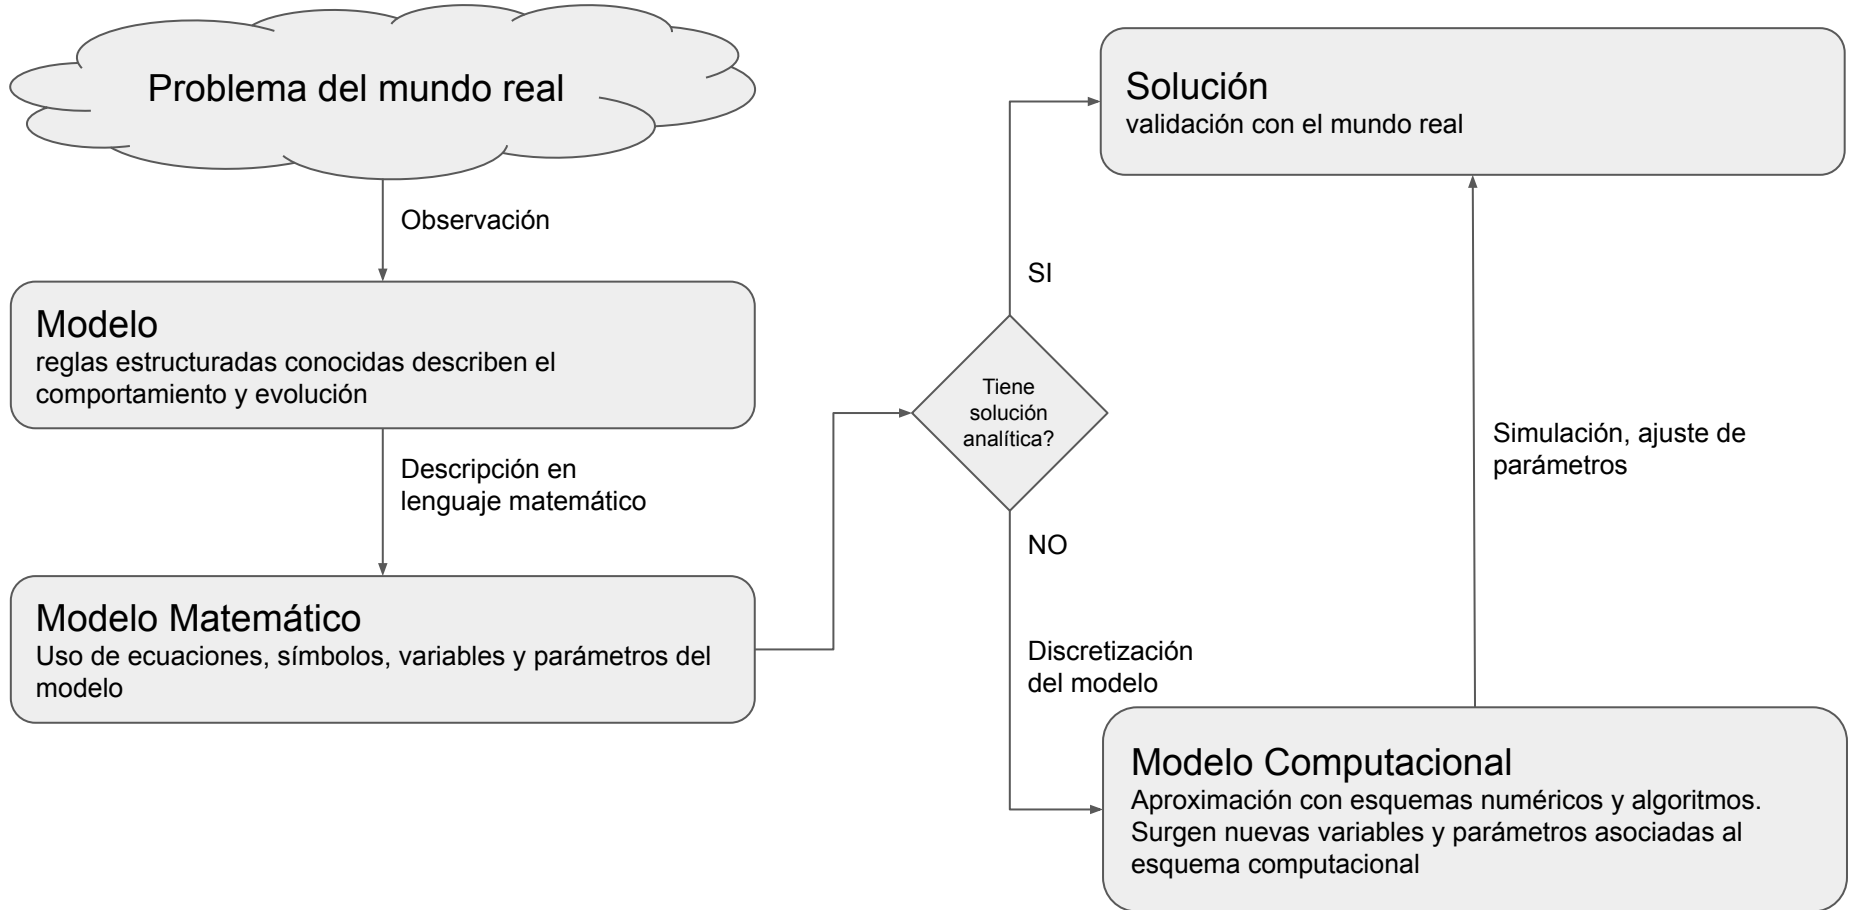 Problema del mundo real
Observación
Modelo
reglas estructuradas conocidas describen el
comportamiento y evolución
Descripción en
lenguaje matemático
Modelo Matemático
Uso de ecuaciones, símbolos, variables y parámetros del
modelo
Tiene
solución
analítica?
SI
Solución
validación con el mundo real
NO
Discretización
del modelo
Modelo Computacional
Aproximación con esquemas numéricos y algoritmos.
Surgen nuevas variables y parámetros asociadas al
esquema computacional
Simulación, ajuste de
parámetros